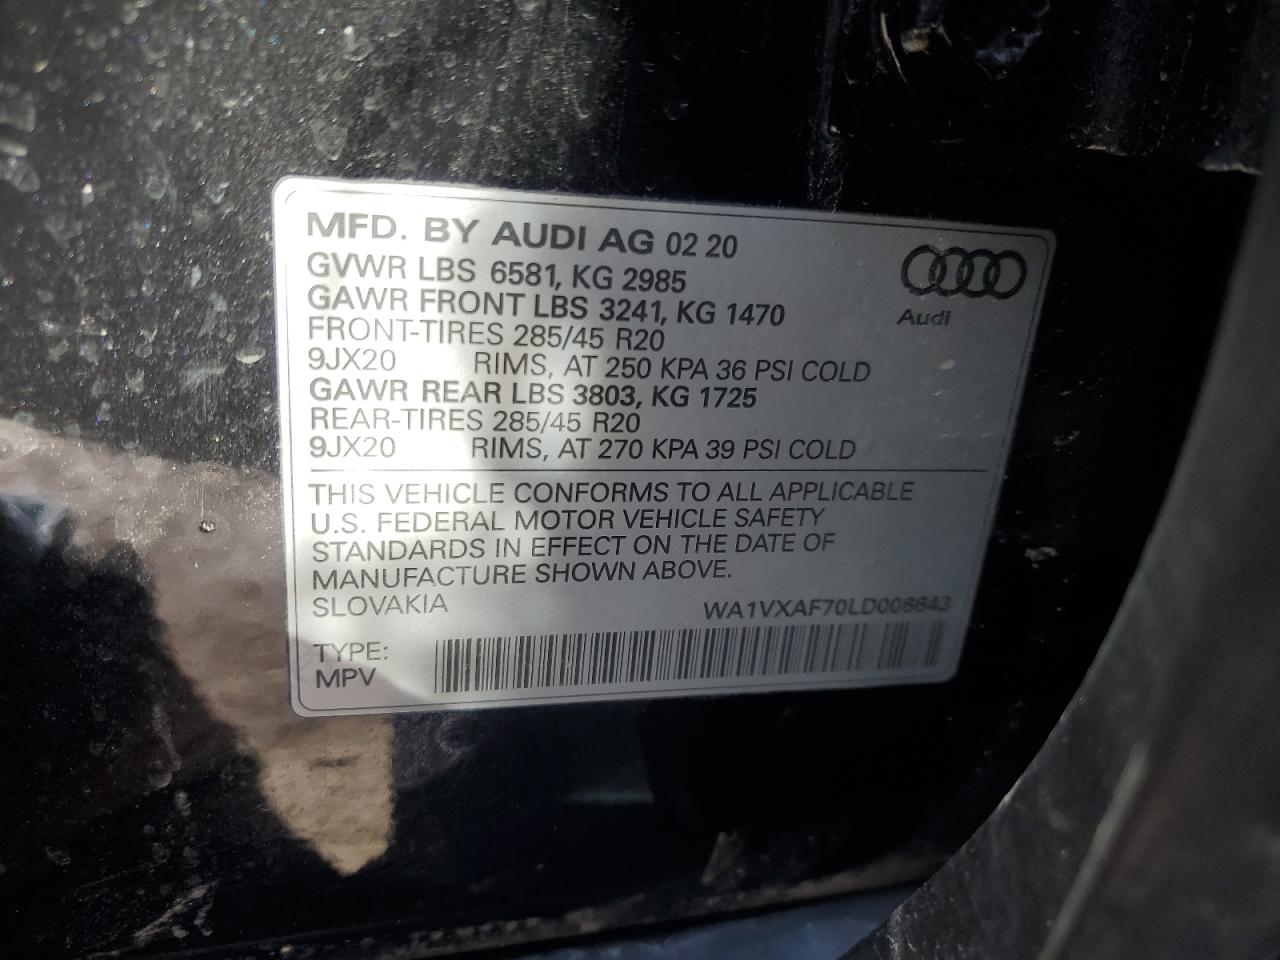 MFD. BY AUDI AG 02 20
GVWR LBS 6581, KG 2985
GAWR FRONT LBS 3241, KG 1470
FRONT-TIRES 285/45 R20
9JX20 RIMS, AT 250 KPA 36 PSI COLD
GAWR REAR LBS 3803, KG 1725
REAR-TIRES 285/45 R20
9JX20 RIMS, AT 270 KPA 39 PSI COLD
Audi
THIS VEHICLE CONFORMS TO ALL APPLICABLE
U.S. FEDERAL MOTOR VEHICLE SAFETY
STANDARDS IN EFFECT ON THE DATE OF
MANUFACTURE SHOWN ABOVE.
SLOVAKIA WA1VXAF70LD006643
TYPE:
MPV